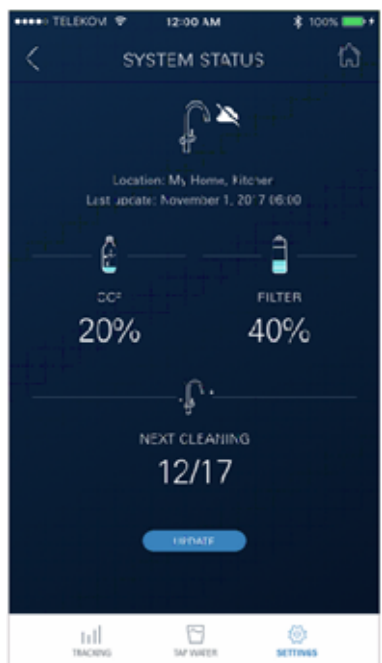 TELEKOM 12:00 AM 100%
SYSTEM STATUS
Location: My Home, Kitchen
Last update: November 1, 2017 06:00
CO² FILTER
20% 40%
NEXT CLEANING
12/17
UPDATE
TRACKING TAP WATER SETTINGS